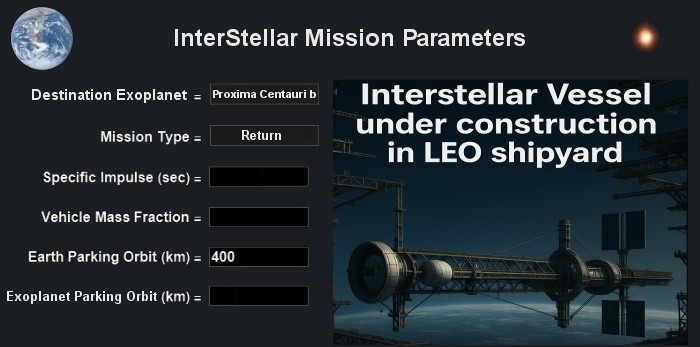 InterStellar Mission Parameters
Destination Exoplanet = Proxima Centauri b
Mission Type = Return
Specific Impulse (sec) =
Vehicle Mass Fraction =
Earth Parking Orbit (km) = 400
Exoplanet Parking Orbit (km) =
Interstellar Vessel
under construction
in LEO shipyard